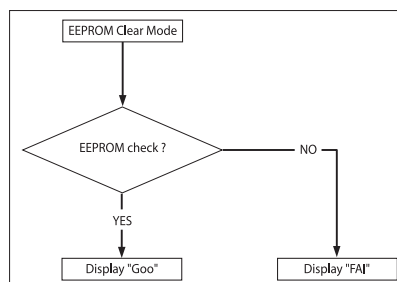 EEPROM Clear Mode
EEPROM check ?
NO
YES
Display "Goo"
Display "FAI"